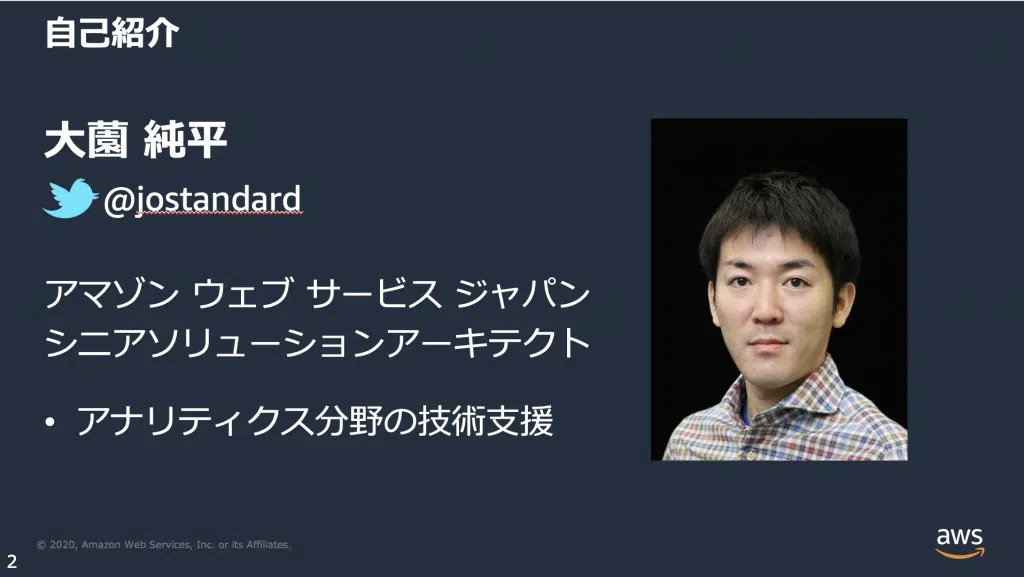 自己紹介
大薗 純平
@jostandard
アマゾン ウェブ サービス ジャパン
シニアソリューションアーキテクト
• アナリティクス分野の技術支援
© 2020, Amazon Web Services, Inc. or its Affiliates.
2
aws